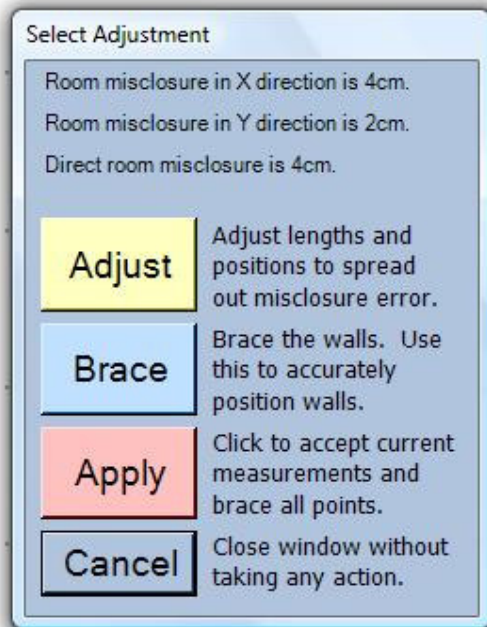 Select Adjustment
Room misclosure in X direction is 4cm.
Room misclosure in Y direction is 2cm.
Direct room misclosure is 4cm.
Adjust
Adjust lengths and
positions to spread
out misclosure error.
Brace
Brace the walls.  Use
this to accurately
position walls.
Apply
Click to accept current
measurements and
brace all points.
Cancel
Close window without
taking any action.